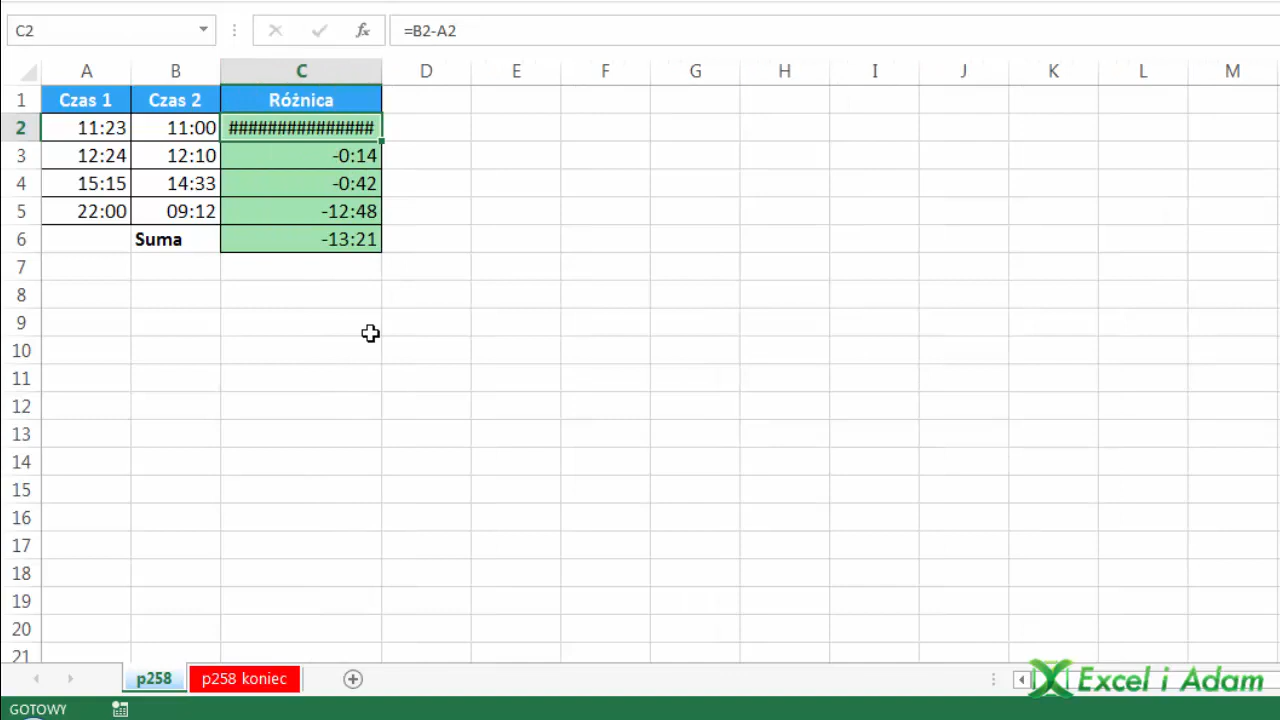 C2 =B2-A2
A B C D E F G H I J K L M
1 Czas 1 Czas 2 Różnica
2 11:23 11:00 ###############
3 12:24 12:10 -0:14
4 15:15 14:33 -0:42
5 22:00 09:12 -12:48
6 Suma -13:21
7
8
9
10
11
12
13
14
15
16
17
18
19
20
21
p258 p258 koniec
Excel i Adam
GOTOWY